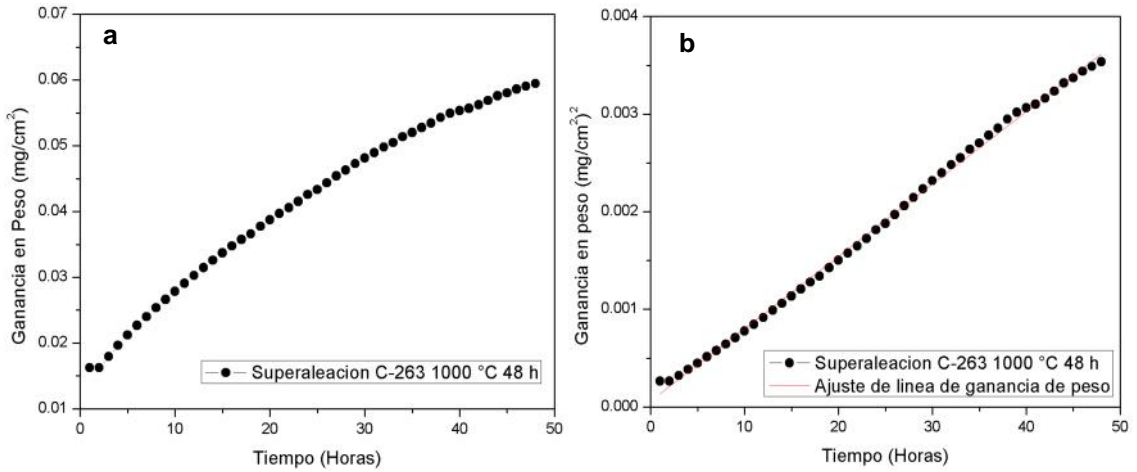 a
Ganancia en Peso (mg/cm²)
0.07
0.06
0.05
0.04
0.03
0.02
0.01
0
10
20
30
40
50
Tiempo (Horas)
Superaleacion C-263 1000 °C 48 h
b
Ganancia en peso (mg/cm²)²
0.004
0.003
0.002
0.001
0.000
0
10
20
30
40
50
Tiempo (Horas)
Superaleacion C-263 1000 °C 48 h
Ajuste de linea de ganancia de peso